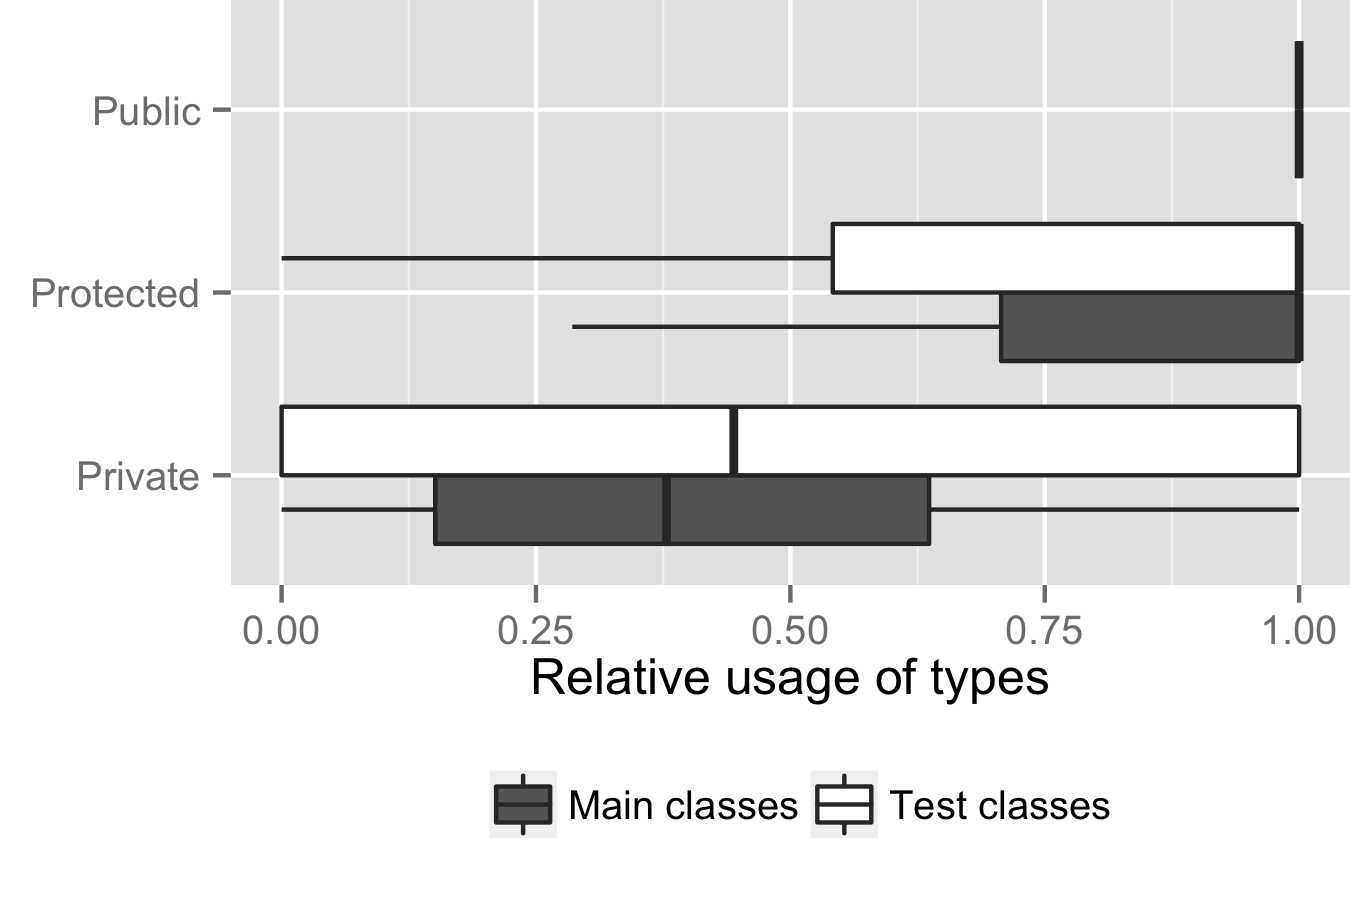 Public
Protected
Private
0.00 0.25 0.50 0.75 1.00
Relative usage of types
Main classes Test classes